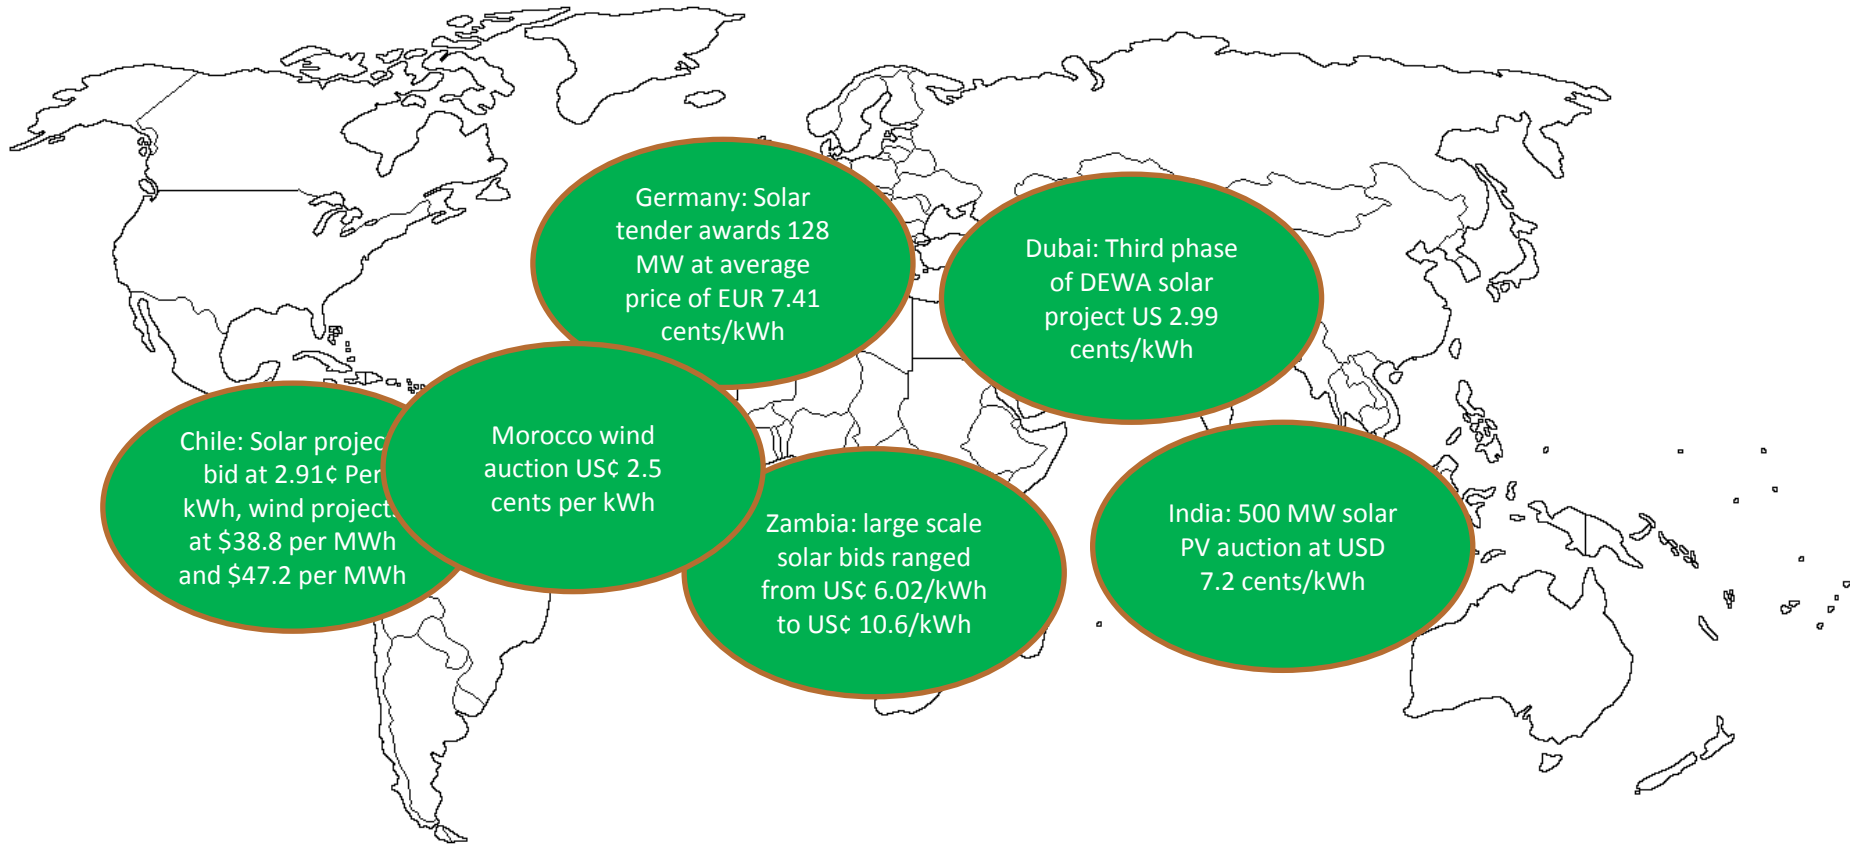 Germany: Solar
tender awards 128
MW at average
price of EUR 7.41
cents/kWh
Dubai: Third phase
of DEWA solar
project US 2.99
cents/kWh
Chile: Solar projec
bid at 2.91¢ Per
kWh, wind project
at $38.8 per MWh
and $47.2 per MWh
Morocco wind
auction US¢ 2.5
cents per kWh
Zambia: large scale
solar bids ranged
from US¢ 6.02/kWh
to US¢ 10.6/kWh
India: 500 MW solar
PV auction at USD
7.2 cents/kWh